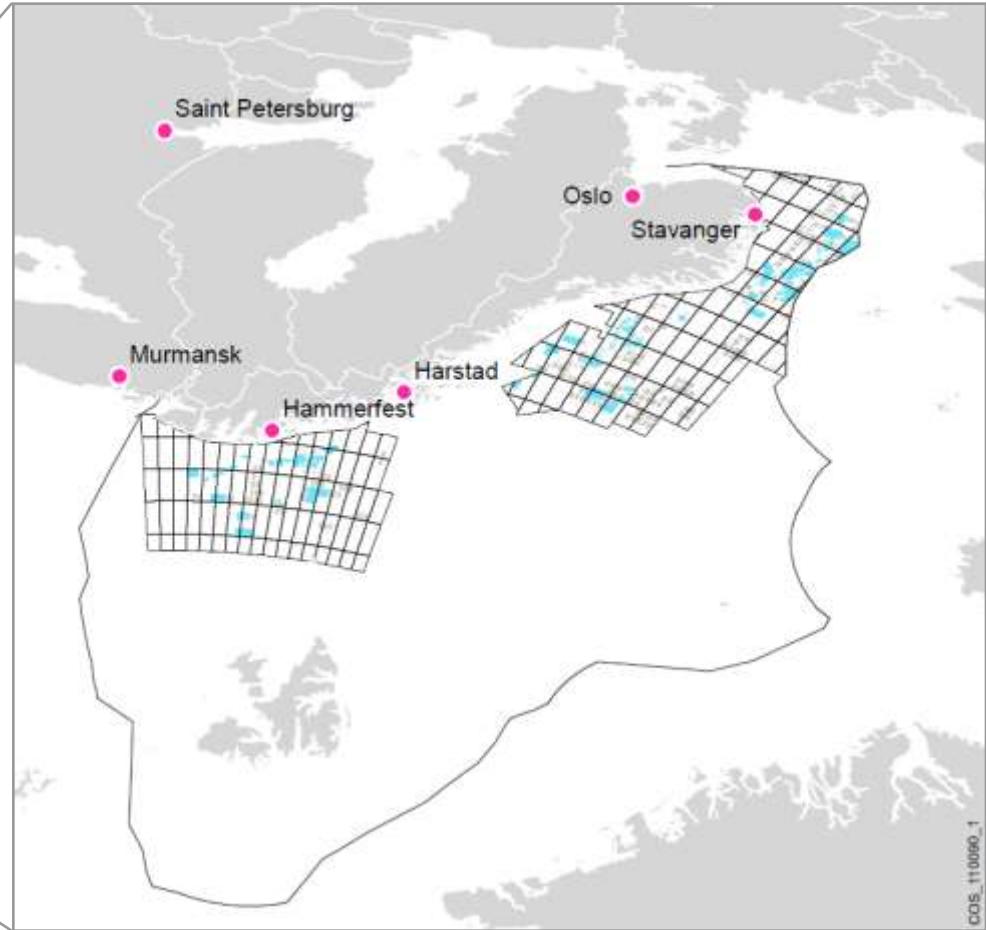 Saint Petersburg
Oslo
Stavanger
Murmansk
Harstad
Hammerfest
COS_110090_1